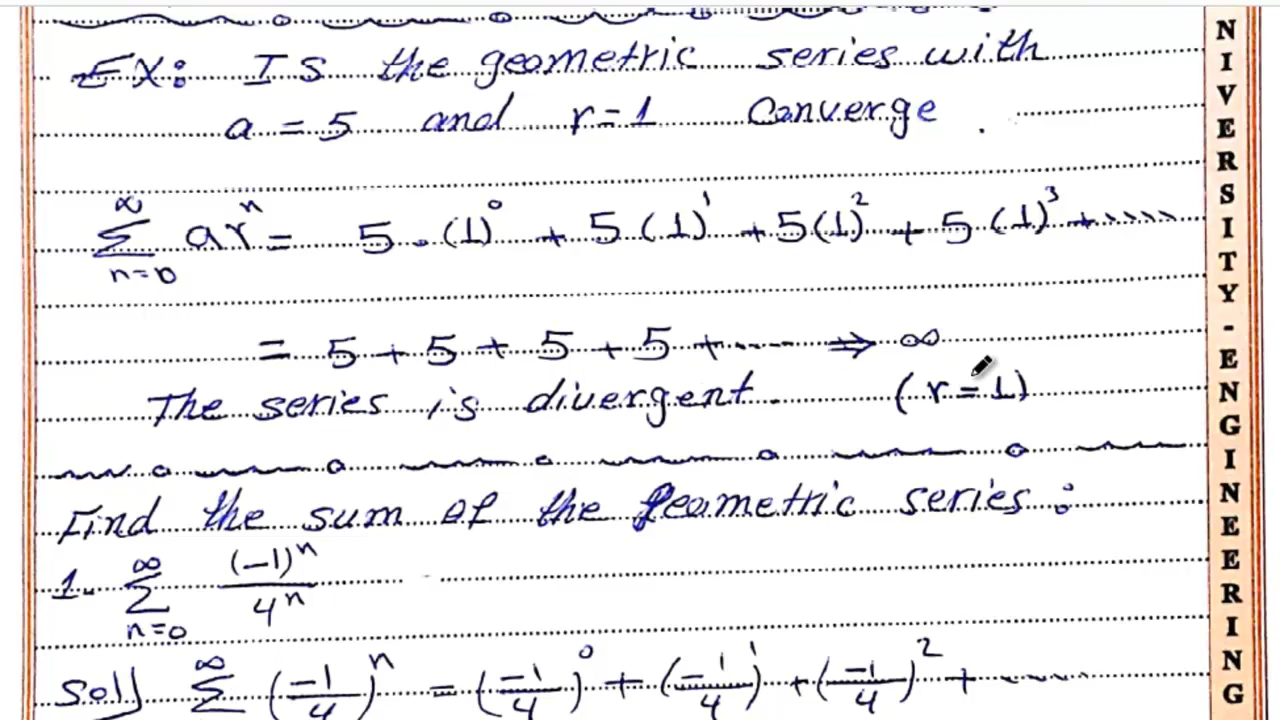 EX: Is the geometric series with
a = 5 and r = 1 Converge .
∞
∑ arⁿ = 5 . (1)⁰ + 5 (1)¹ + 5 (1)² + 5 (1)³ + .....
n=0
= 5 + 5 + 5 + 5 + .... ⇒ ∞
The series is divergent. (r = 1)
Find the sum of the geometric series :
1- ∑ (n=0 to ∞) (-1)ⁿ / 4ⁿ
Soll ∑ ∞ (-1/4)ⁿ = (-1/4)⁰ + (-1/4)¹ + (-1/4)² + .....
NIVERSITY - ENGINEERING